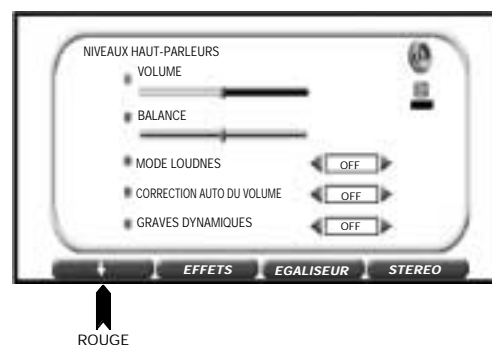 NIVEAUX HAUT-PARLEURS
VOLUME
BALANCE
MODE LOUDNES
OFF
CORRECTION AUTO DU VOLUME
OFF
GRAVES DYNAMIQUES
OFF
EFFETS EGALISEUR STEREO
ROUGE